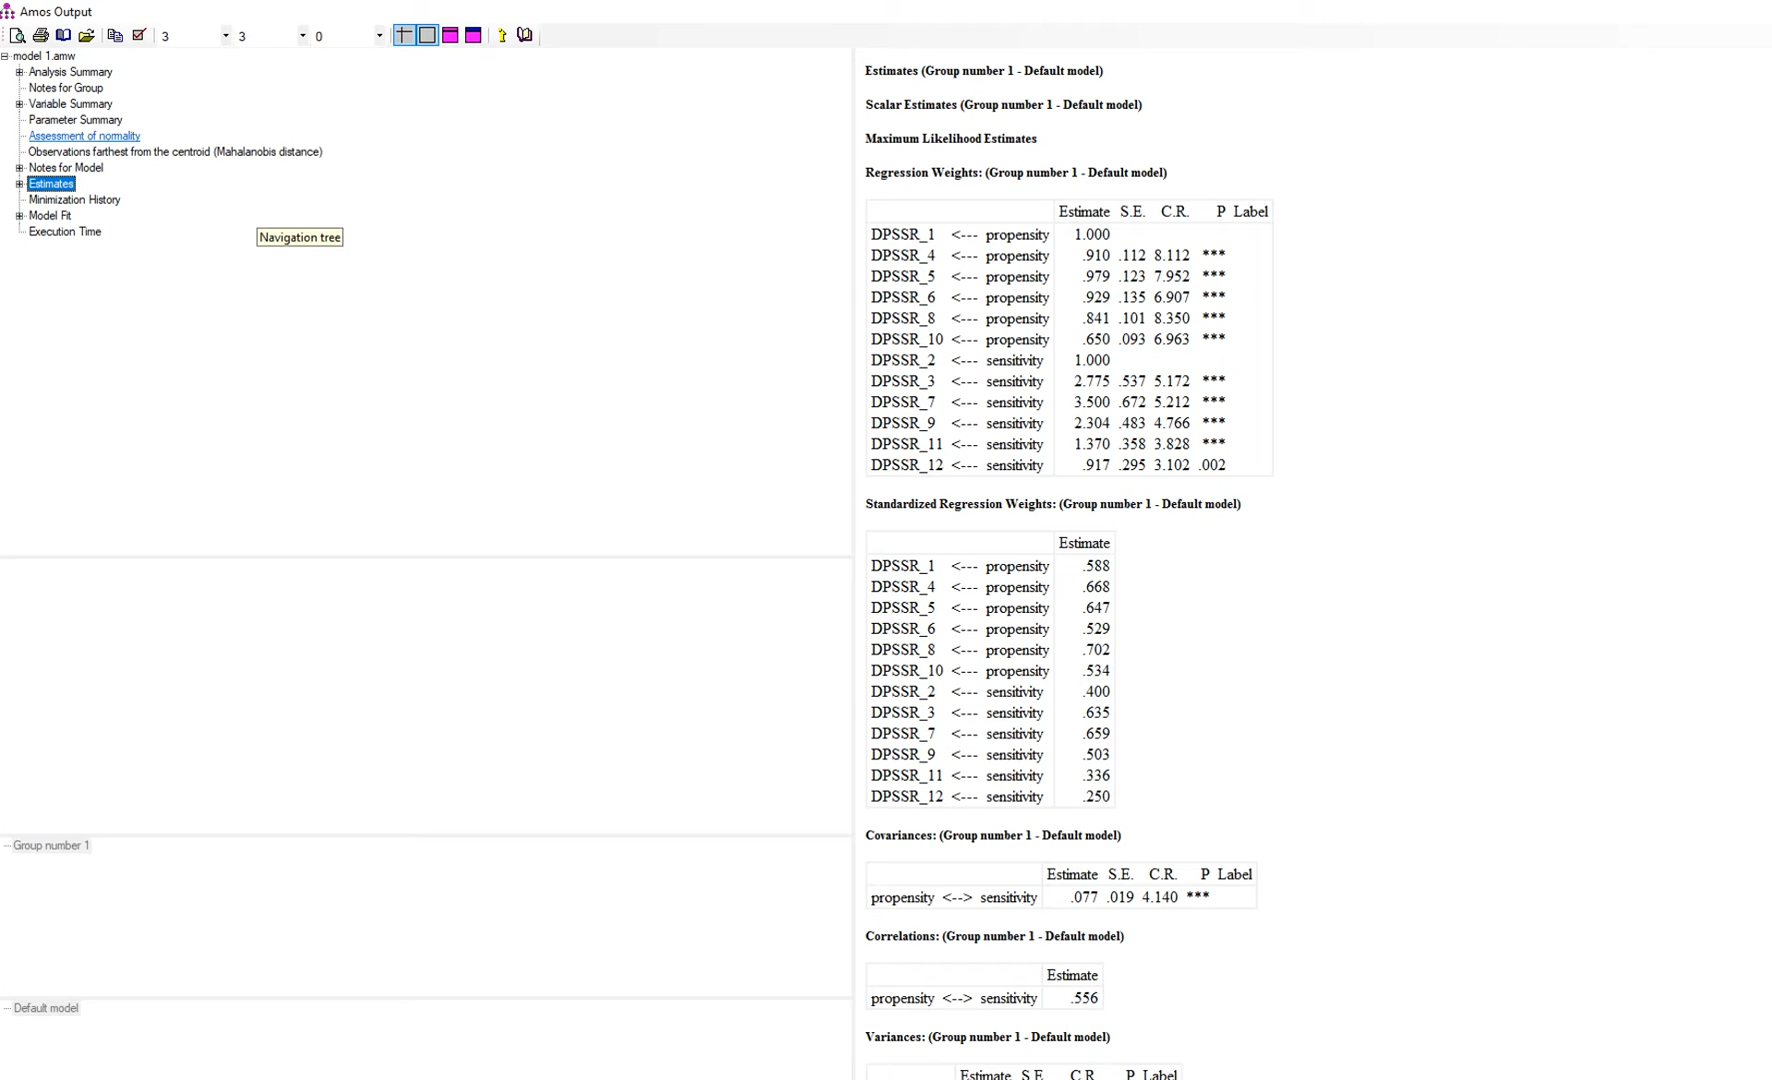 Amos Output
3 3 0
model 1.amw
Analysis Summary
Notes for Group
Variable Summary
Parameter Summary
Assessment of normality
Observations farthest from the centroid (Mahalanobis distance)
Notes for Model
Estimates
Minimization History
Model Fit
Execution Time
Navigation tree
Group number 1
Default model
Estimates (Group number 1 - Default model)
Scalar Estimates (Group number 1 - Default model)
Maximum Likelihood Estimates
Regression Weights: (Group number 1 - Default model)
Estimate S.E. C.R. P Label
DPSSR_1 <--- propensity 1.000
DPSSR_4 <--- propensity .910 .112 8.112 ***
DPSSR_5 <--- propensity .979 .123 7.952 ***
DPSSR_6 <--- propensity .929 .135 6.907 ***
DPSSR_8 <--- propensity .841 .101 8.350 ***
DPSSR_10 <--- propensity .650 .093 6.963 ***
DPSSR_2 <--- sensitivity 1.000
DPSSR_3 <--- sensitivity 2.775 .537 5.172 ***
DPSSR_7 <--- sensitivity 3.500 .672 5.212 ***
DPSSR_9 <--- sensitivity 2.304 .483 4.766 ***
DPSSR_11 <--- sensitivity 1.370 .358 3.828 ***
DPSSR_12 <--- sensitivity .917 .295 3.102 .002
Standardized Regression Weights: (Group number 1 - Default model)
Estimate
DPSSR_1 <--- propensity .588
DPSSR_4 <--- propensity .668
DPSSR_5 <--- propensity .647
DPSSR_6 <--- propensity .529
DPSSR_8 <--- propensity .702
DPSSR_10 <--- propensity .534
DPSSR_2 <--- sensitivity .400
DPSSR_3 <--- sensitivity .635
DPSSR_7 <--- sensitivity .659
DPSSR_9 <--- sensitivity .503
DPSSR_11 <--- sensitivity .336
DPSSR_12 <--- sensitivity .250
Covariances: (Group number 1 - Default model)
Estimate S.E. C.R. P Label
propensity <--> sensitivity .077 .019 4.140 ***
Correlations: (Group number 1 - Default model)
Estimate
propensity <--> sensitivity .556
Variances: (Group number 1 - Default model)
Estimate S.E. C.R. P Label